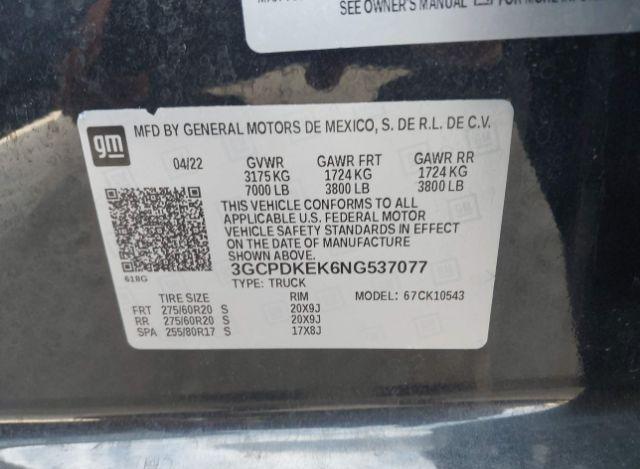 SEE OWNER'S MANUAL FOR MORE
gm
MFD BY GENERAL MOTORS DE MEXICO, S. DE R.L. DE C.V.
04/22 GVWR GAWR FRT GAWR RR
3175 KG 1724 KG 1724 KG
7000 LB 3800 LB 3800 LB
THIS VEHICLE CONFORMS TO ALL
APPLICABLE U.S. FEDERAL MOTOR
VEHICLE SAFETY STANDARDS IN EFFECT
ON THE DATE OF MANUFACTURE
SHOWN ABOVE.
618G
3GCPDKEK6NG537077
TYPE: TRUCK
TIRE SIZE RIM MODEL: 67CK10543
FRT 275/60R20 S 20X9J
RR 275/60R20 S 20X9J
SPA 255/80R17 S 17X8J